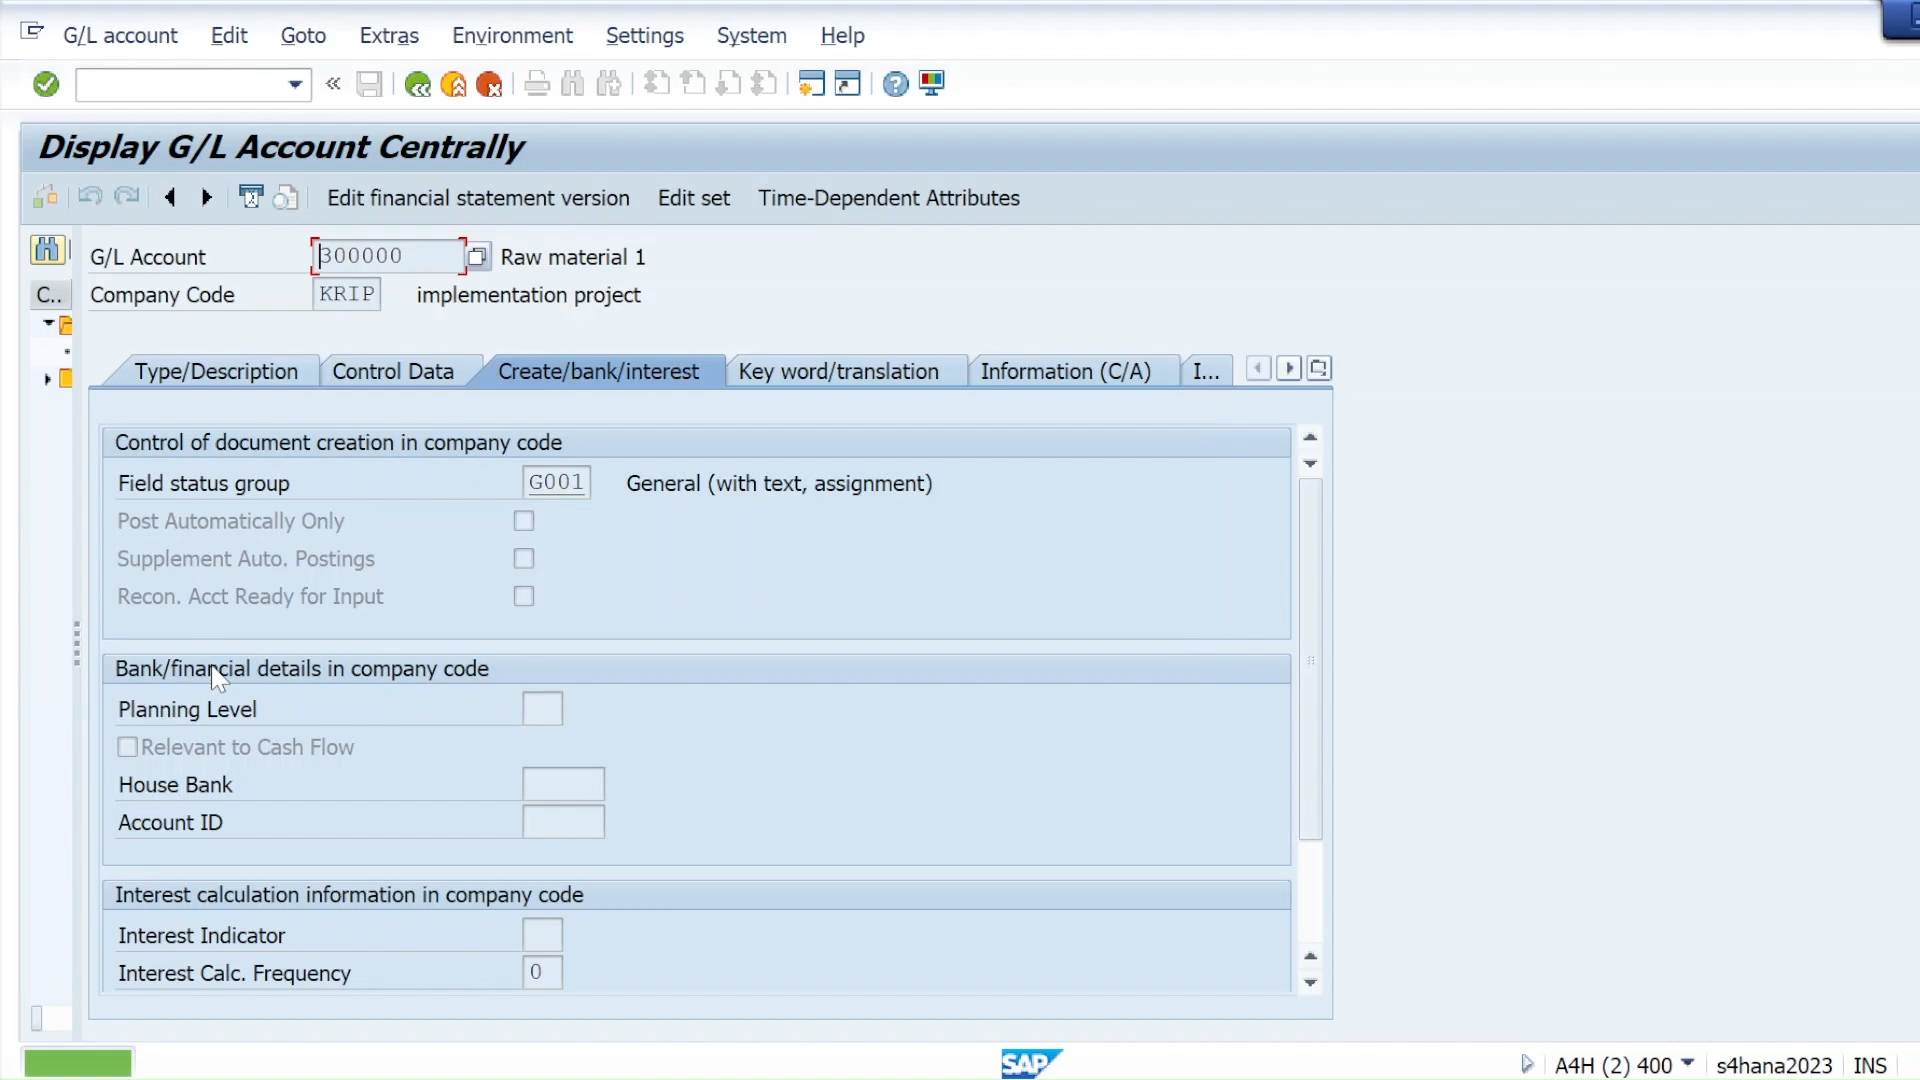 G/L account Edit Goto Extras Environment Settings System Help
Display G/L Account Centrally
Edit financial statement version Edit set Time-Dependent Attributes
G/L Account 300000 Raw material 1
C.. Company Code KRIP implementation project
Type/Description Control Data Create/bank/interest Key word/translation Information (C/A) I...
Control of document creation in company code
Field status group G001 General (with text, assignment)
Post Automatically Only
Supplement Auto. Postings
Recon. Acct Ready for Input
Bank/financial details in company code
Planning Level
Relevant to Cash Flow
House Bank
Account ID
Interest calculation information in company code
Interest Indicator
Interest Calc. Frequency 0
SAP A4H (2) 400 s4hana2023 INS